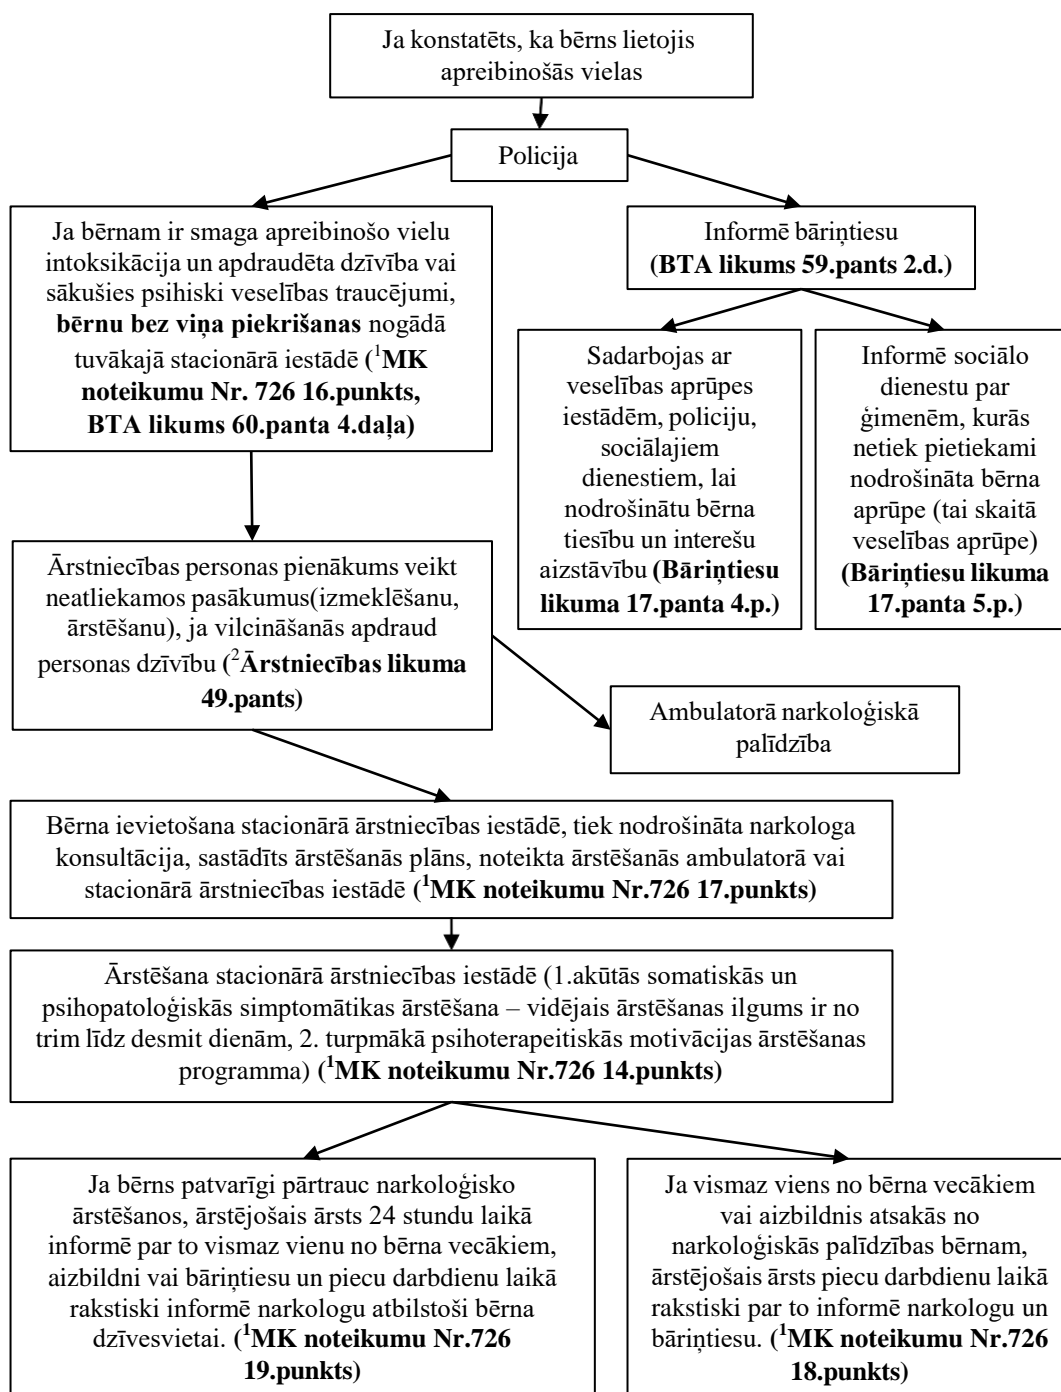 Ja konstatēts, ka bērns lietojis
apreibinošās vielas
Policija
Ja bērnam ir smaga apreibinošo vielu
intoksikācija un apdraudēta dzīvība vai
sākušies psihiski veselības traucējumi,
bērnu bez viņa piekrišanas nogādā
tuvākajā stacionārā iestādē (¹MK
noteikumu Nr. 726 16.punkts,
BTA likums 60.panta 4.daļa)
Informē bāriņtiesu
(BTA likums 59.pants 2.d.)
Sadarbojas ar
veselības aprūpes
iestādēm, policiju,
sociālajiem
dienestiem, lai
nodrošinātu bērna
tiesību un interešu
aizstāvību (Bāriņtiesu
likuma 17.panta 4.p.)
Informē sociālo
dienestu par
ģimenēm, kurās
netiek pietiekami
nodrošināta bērna
aprūpe (tai skaitā
veselības aprūpe)
(Bāriņtiesu likuma
17.panta 5.p.)
Ārstniecības personas pienākums veikt
neatliekamos pasākumus(izmeklēšanu,
ārstēšanu), ja vilcināšanās apdraud
personas dzīvību (²Ārstniecības likuma
49.pants)
Ambulatorā narkoloģiskā
palīdzība
Bērna ievietošana stacionārā ārstniecības iestādē, tiek nodrošināta narkologa
konsultācija, sastādīts ārstēšanās plāns, noteikta ārstēšanās ambulatorā vai
stacionārā ārstniecības iestādē (¹MK noteikumu Nr.726 17.punkts)
Ārstēšana stacionārā ārstniecības iestādē (1.akūtās somatiskās un
psihopatoloģiskās simptomātikas ārstēšana – vidējais ārstēšanas ilgums ir no
trim līdz desmit dienām, 2. turpmākā psihoterapeitiskās motivācijas ārstēšanas
programma) (¹MK noteikumu Nr.726 14.punkts)
Ja bērns patvarīgi pārtrauc narkoloģisko
ārstēšanos, ārstējošais ārsts 24 stundu laikā
informē par to vismaz vienu no bērna vecākiem,
aizbildni vai bāriņtiesu un piecu darbdienu laikā
rakstiski informē narkologu atbilstoši bērna
dzīvesvietai. (¹MK noteikumu Nr.726
19.punkts)
Ja vismaz viens no bērna vecākiem
vai aizbildnis atsakās no
narkoloģiskās palīdzības bērnam,
ārstējošais ārsts piecu darbdienu laikā
rakstiski par to informē narkologu un
bāriņtiesu. (¹MK noteikumu Nr.726
18.punkts)